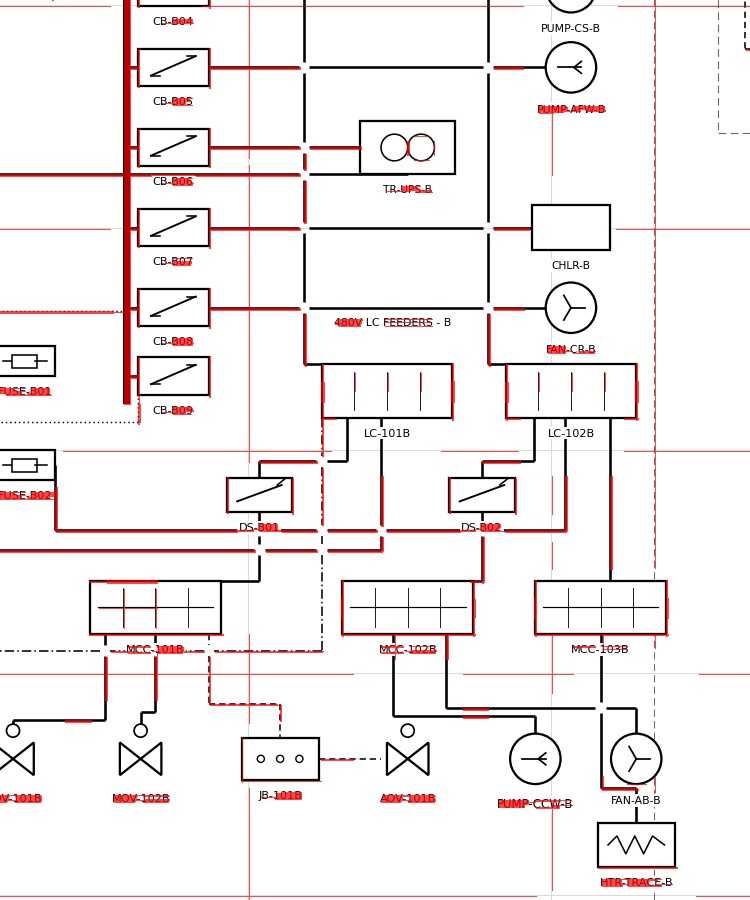 CB-B04
PUMP-CS-B
CB-B05
PUMP-AFW-B
CB-B06
TR-UPS-B
CB-B07
CHLR-B
480V LC FEEDERS - B
CB-B08
FAN-CR-B
FUSE-B01
CB-B09
LC-101B
LC-102B
FUSE-B02
DS-B01
DS-B02
MCC-101B
MCC-102B
MCC-103B
OV-101B
MOV-102B
JB-101B
AOV-101B
PUMP-CCW-B
FAN-AB-B
HTR-TRACE-B